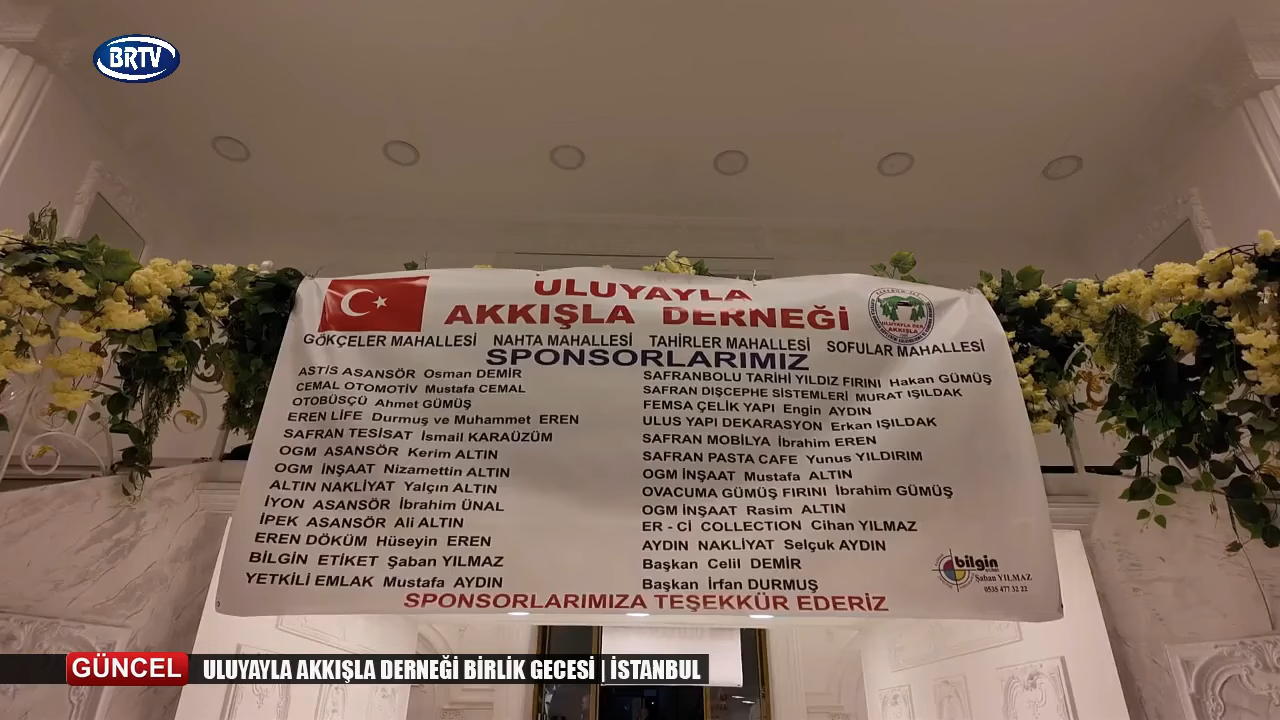 BRTV
ULUYAYLA
AKKIŞLA DERNEĞİ
GÖKÇELER MAHALLESİ NAHTA MAHALLESİ TAHİRLER MAHALLESİ SOFULAR MAHALLESİ
SPONSORLARIMIZ
ASTİS ASANSÖR Osman DEMİR
CEMAL OTOMOTİV Mustafa CEMAL
OTOBÜSÇÜ Ahmet GÜMÜŞ
EREN LİFE Durmuş ve Muhammet EREN
SAFRAN TESİSAT İsmail KARAÜZÜM
OGM ASANSÖR Kerim ALTIN
OGM İNŞAAT Nizamettin ALTIN
ALTIN NAKLİYAT Yalçın ALTIN
İYON ASANSÖR İbrahim ÜNAL
İPEK ASANSÖR Ali ALTIN
EREN DÖKÜM Hüseyin EREN
BİLGİN ETİKET Şaban YILMAZ
YETKİLİ EMLAK Mustafa AYDIN
SAFRANBOLU TARİHİ YILDIZ FIRINI Hakan GÜMÜŞ
SAFRAN DIŞCEPHE SİSTEMLERİ MURAT IŞILDAK
FEMSA ÇELİK YAPI Engin AYDIN
ULUS YAPI DEKARASYON Erkan IŞILDAK
SAFRAN MOBİLYA İbrahim EREN
SAFRAN PASTA CAFE Yunus YILDIRIM
OGM İNŞAAT Mustafa ALTIN
OVACUMA GÜMÜŞ FIRINI İbrahim GÜMÜŞ
OGM İNŞAAT Rasim ALTIN
ER - Cİ COLLECTION Cihan YILMAZ
AYDIN NAKLİYAT Selçuk AYDIN
Başkan Celil DEMİR
Başkan İrfan DURMUŞ
bilgin
Şaban YILMAZ
0535 477 32 22
SPONSORLARIMIZA TEŞEKKÜR EDERİZ
ULUYAYLA DER.
AKKIŞLA
GÜNCEL ULUYAYLA AKKIŞLA DERNEĞİ BİRLİK GECESİ | İSTANBUL